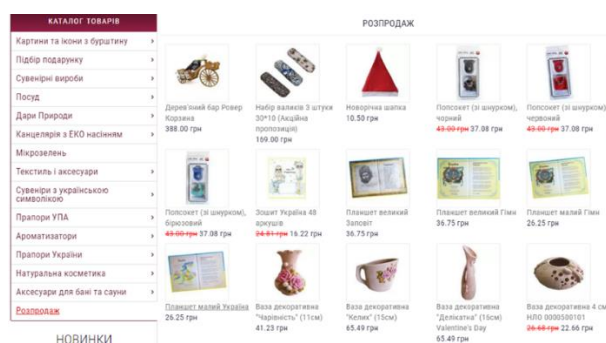 КАТАЛОГ ТОВАРІВ
Картини та ікони з бурштину
Підбір подарунку
Сувенірні вироби
Посуд
Дари Природи
Канцелярія з ЕКО насінням
Мікрозелень
Текстиль і аксесуари
Сувеніри з українською
символікою
Прапори УПА
Ароматизатори
Прапори України
Натуральна косметика
Аксесуари для бані та сауни
Розпродаж
НОВИНКИ
РОЗПРОДАЖ
Дерев'яний бар Ровер
Корзина
388.00 грн
Набір валиків 3 штуки
30*10 (Акційна
пропозиція)
169.00 грн
Новорічна шапка
10.50 грн
Попсокет (зі шнурком),
чорний
43.00 грн 37.08 грн
Попсокет (зі шнурком)
червоний
43.00 грн 37.08 грн
Попсокет (зі шнурком),
бірюзовий
43.00 грн 37.08 грн
Зошит Україна 48
аркушів
24.81 грн 16.22 грн
Планшет великий
Заповіт
36.75 грн
Планшет великий Гімн
36.75 грн
Планшет малий Гімн
26.25 грн
Планшет малий Україна
26.25 грн
Ваза декоративна
"Чарівність" (11см)
41.23 грн
Ваза декоративна
"Келих" (15см)
65.49 грн
Ваза декоративна
"Делікатна" (15см)
Valentine's Day
65.49 грн
Ваза декоративна 4 см
НЛО 0000500101
26.68 грн 22.66 грн